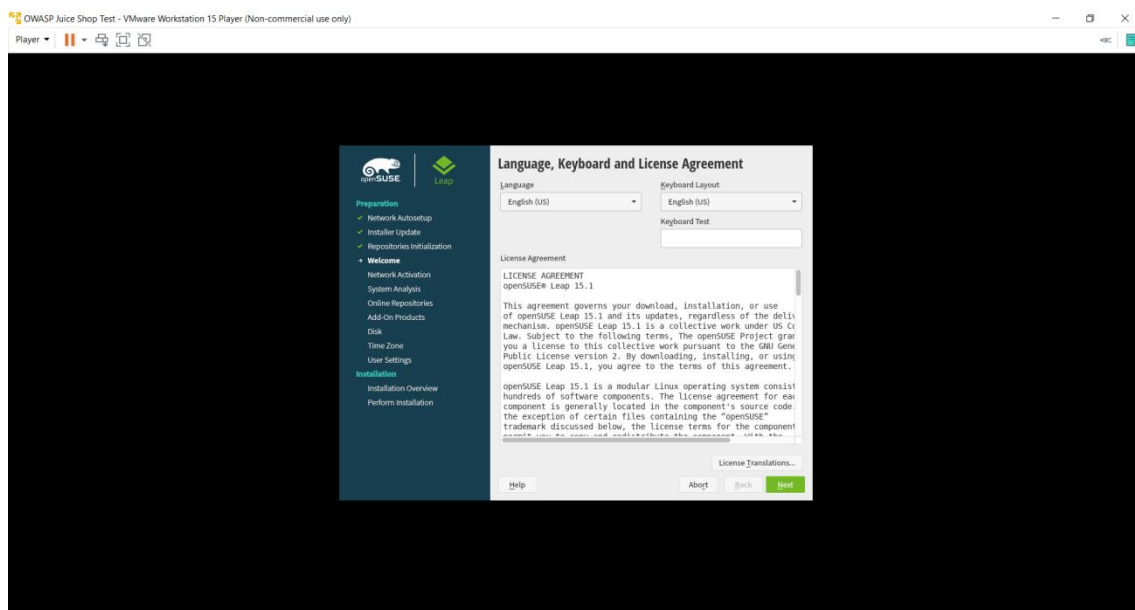 OWASP Juice Shop Test - VMware Workstation 15 Player (Non-commercial use only)
Player
openSUSE
Leap
Preparation
Network Autosetup
Installer Update
Repositories Initialization
Welcome
Network Activation
System Analysis
Online Repositories
Add-On Products
Disk
Time Zone
User Settings
Installation
Installation Overview
Perform Installation
Language, Keyboard and License Agreement
Language
Keyboard Layout
English (US)
English (US)
Keyboard Test
License Agreement
LICENSE AGREEMENT
openSUSE® Leap 15.1
This agreement governs your download, installation, or use
of openSUSE Leap 15.1 and its updates, regardless of the
mechanism. openSUSE Leap 15.1 is a collective work under US
Law. Subject to the following terms, The openSUSE Project
you a license to this collective work pursuant to the GNU
Public License version 2. By downloading, installing, or
openSUSE Leap 15.1, you agree to the terms of this agreement.
openSUSE Leap 15.1 is a modular Linux operating system
hundreds of software components. The license agreement for
component is generally located in the component's source code.
the exception of certain files containing the “openSUSE”
trademark discussed below, the license terms for the
permit you to copy and redistribute the component. With the
License Translations...
Help
Abort
Back
Next